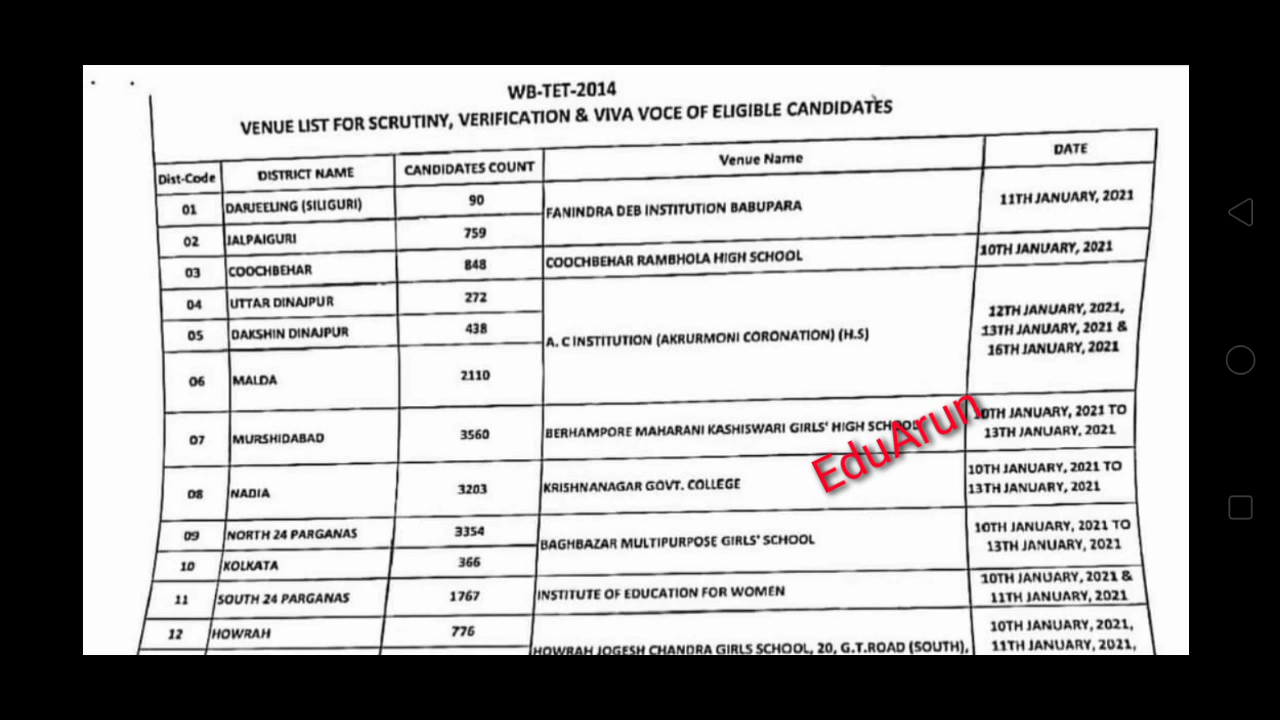 WB-TET-2014
VENUE LIST FOR SCRUTINY, VERIFICATION & VIVA VOCE OF ELIGIBLE CANDIDATES
Dist-Code DISTRICT NAME CANDIDATES COUNT Venue Name DATE
01 DARJEELING (SILIGURI) 90 FANINDRA DEB INSTITUTION BABUPARA 11TH JANUARY, 2021
02 JALPAIGURI 759
03 COOCHBEHAR 848 COOCHBEHAR RAMBHOLA HIGH SCHOOL 10TH JANUARY, 2021
04 UTTAR DINAJPUR 272
05 DAKSHIN DINAJPUR 438
A. C INSTITUTION (AKRURMONI CORONATION) (H.S)
12TH JANUARY, 2021,
13TH JANUARY, 2021 &
16TH JANUARY, 2021
06 MALDA 2110
07 MURSHIDABAD 3560 BERHAMPORE MAHARANI KASHISWARI GIRLS' HIGH SCHOOL
10TH JANUARY, 2021 TO
13TH JANUARY, 2021
EduArun
08 NADIA 3203 KRISHNANAGAR GOVT. COLLEGE
10TH JANUARY, 2021 TO
13TH JANUARY, 2021
09 NORTH 24 PARGANAS 3354
BAGHBAZAR MULTIPURPOSE GIRLS' SCHOOL
10TH JANUARY, 2021 TO
13TH JANUARY, 2021
10 KOLKATA 366
11 SOUTH 24 PARGANAS 1767 INSTITUTE OF EDUCATION FOR WOMEN
10TH JANUARY, 2021 &
11TH JANUARY, 2021
12 HOWRAH 776
HOWRAH JOGESH CHANDRA GIRLS SCHOOL, 20, G.T.ROAD (SOUTH),
10TH JANUARY, 2021,
11TH JANUARY, 2021,